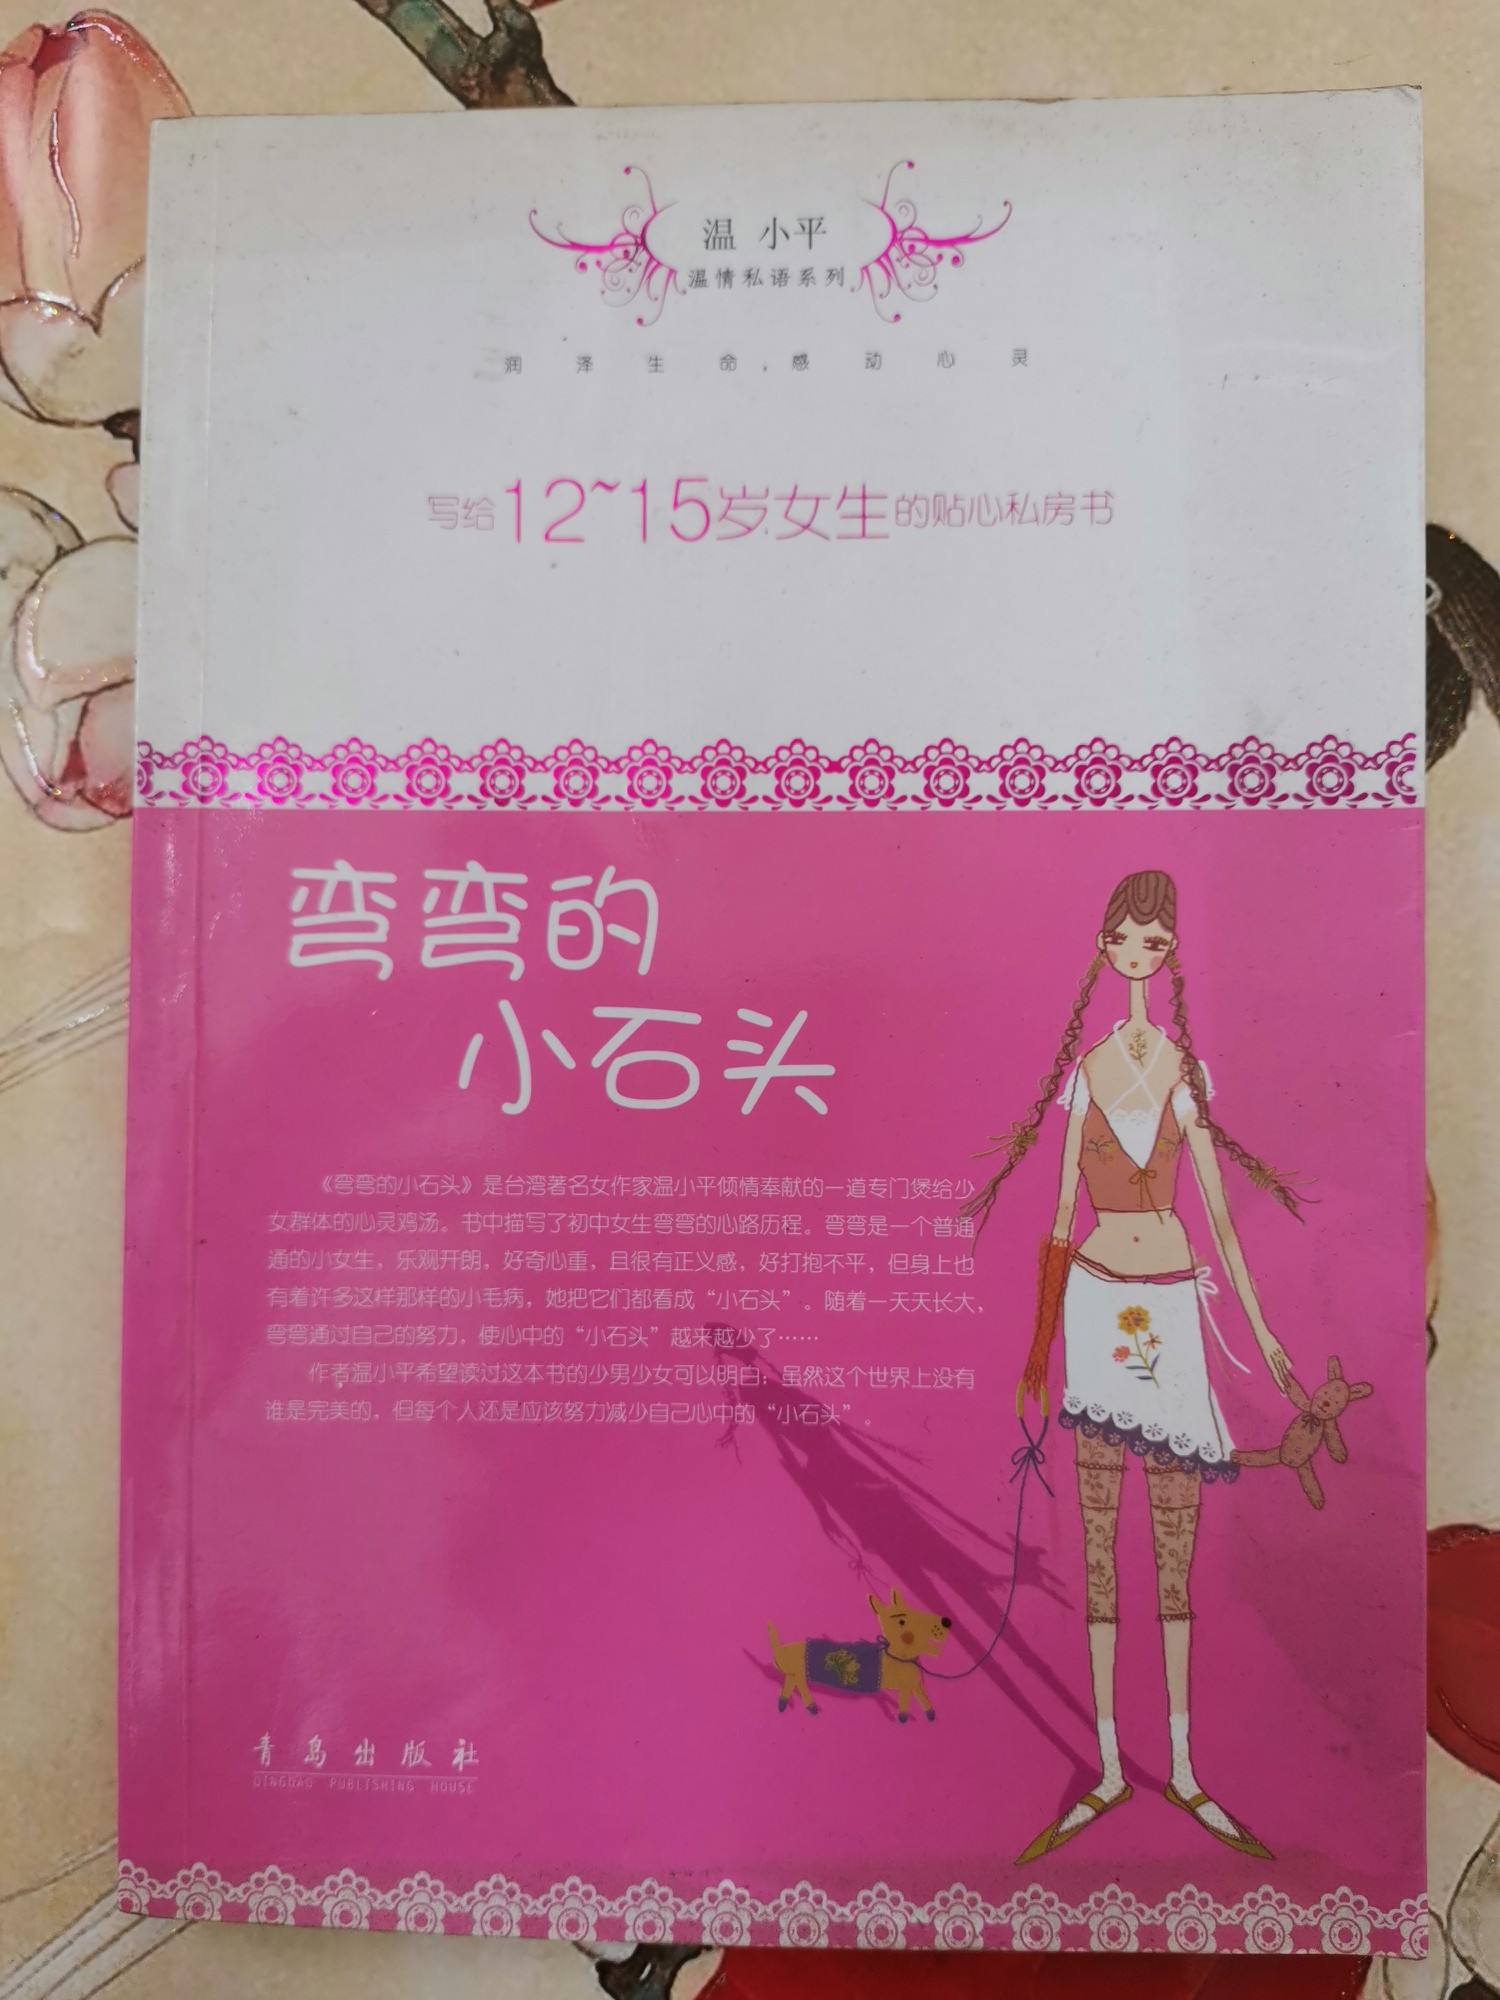 温 小平
温情私语系列
润泽生命，感动心灵
写给12~15岁女生的贴心私房书
弯弯的
小石头
《弯弯的小石头》是台湾著名女作家温小平倾情奉献的一道专门煲给少
女群体的心灵鸡汤。书中描写了初中女生弯弯的心路历程。弯弯是一个普通
通的小女生，乐观开朗，好奇心重，且很有正义感，好打抱不平，但身上也
有着许多这样那样的小毛病，她把它们都看成“小石头”。随着一天天长大，
弯弯通过自己的努力，使心中的“小石头”越来越少了……
作者温小平希望读过这本书的少男少女可以明白：虽然这个世界上没有
谁是完美的，但每个人还是应该努力减少自己心中的“小石头”。
青岛出版社
QINGDAO PUBLISHING HOUSE